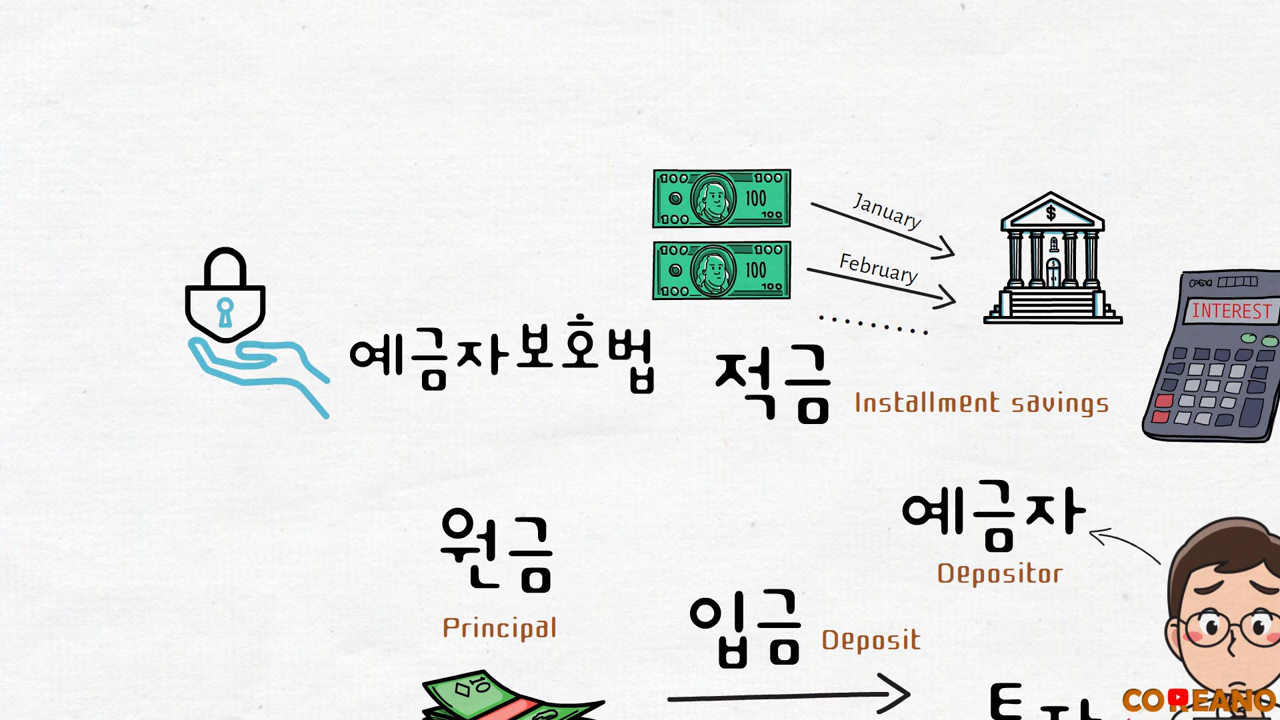 January
February
INTEREST
예금자보호법
적금
Installment savings
예금자
Depositor
원금
Principal
입금
Deposit
COREANO